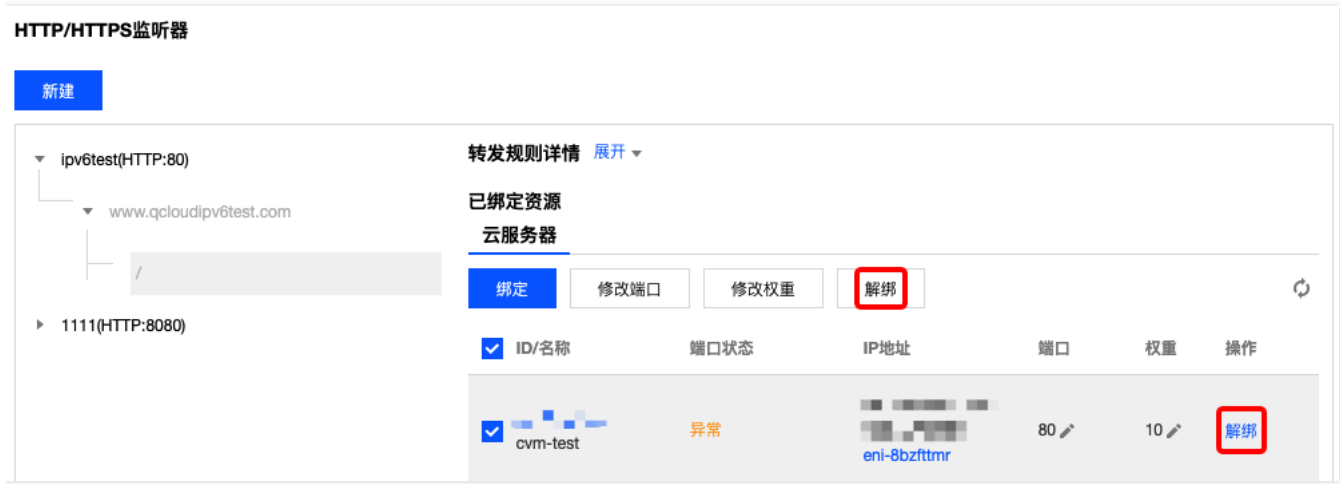 HTTP/HTTPS监听器
新建
ipv6test(HTTP:80)
www.qcloudipv6test.com
/
1111(HTTP:8080)
转发规则详情 展开
已绑定资源
云服务器
绑定 修改端口 修改权重 解绑
ID/名称 端口状态 IP地址 端口 权重 操作
cvm-test 异常 eni-8bzfttmr 80 10 解绑